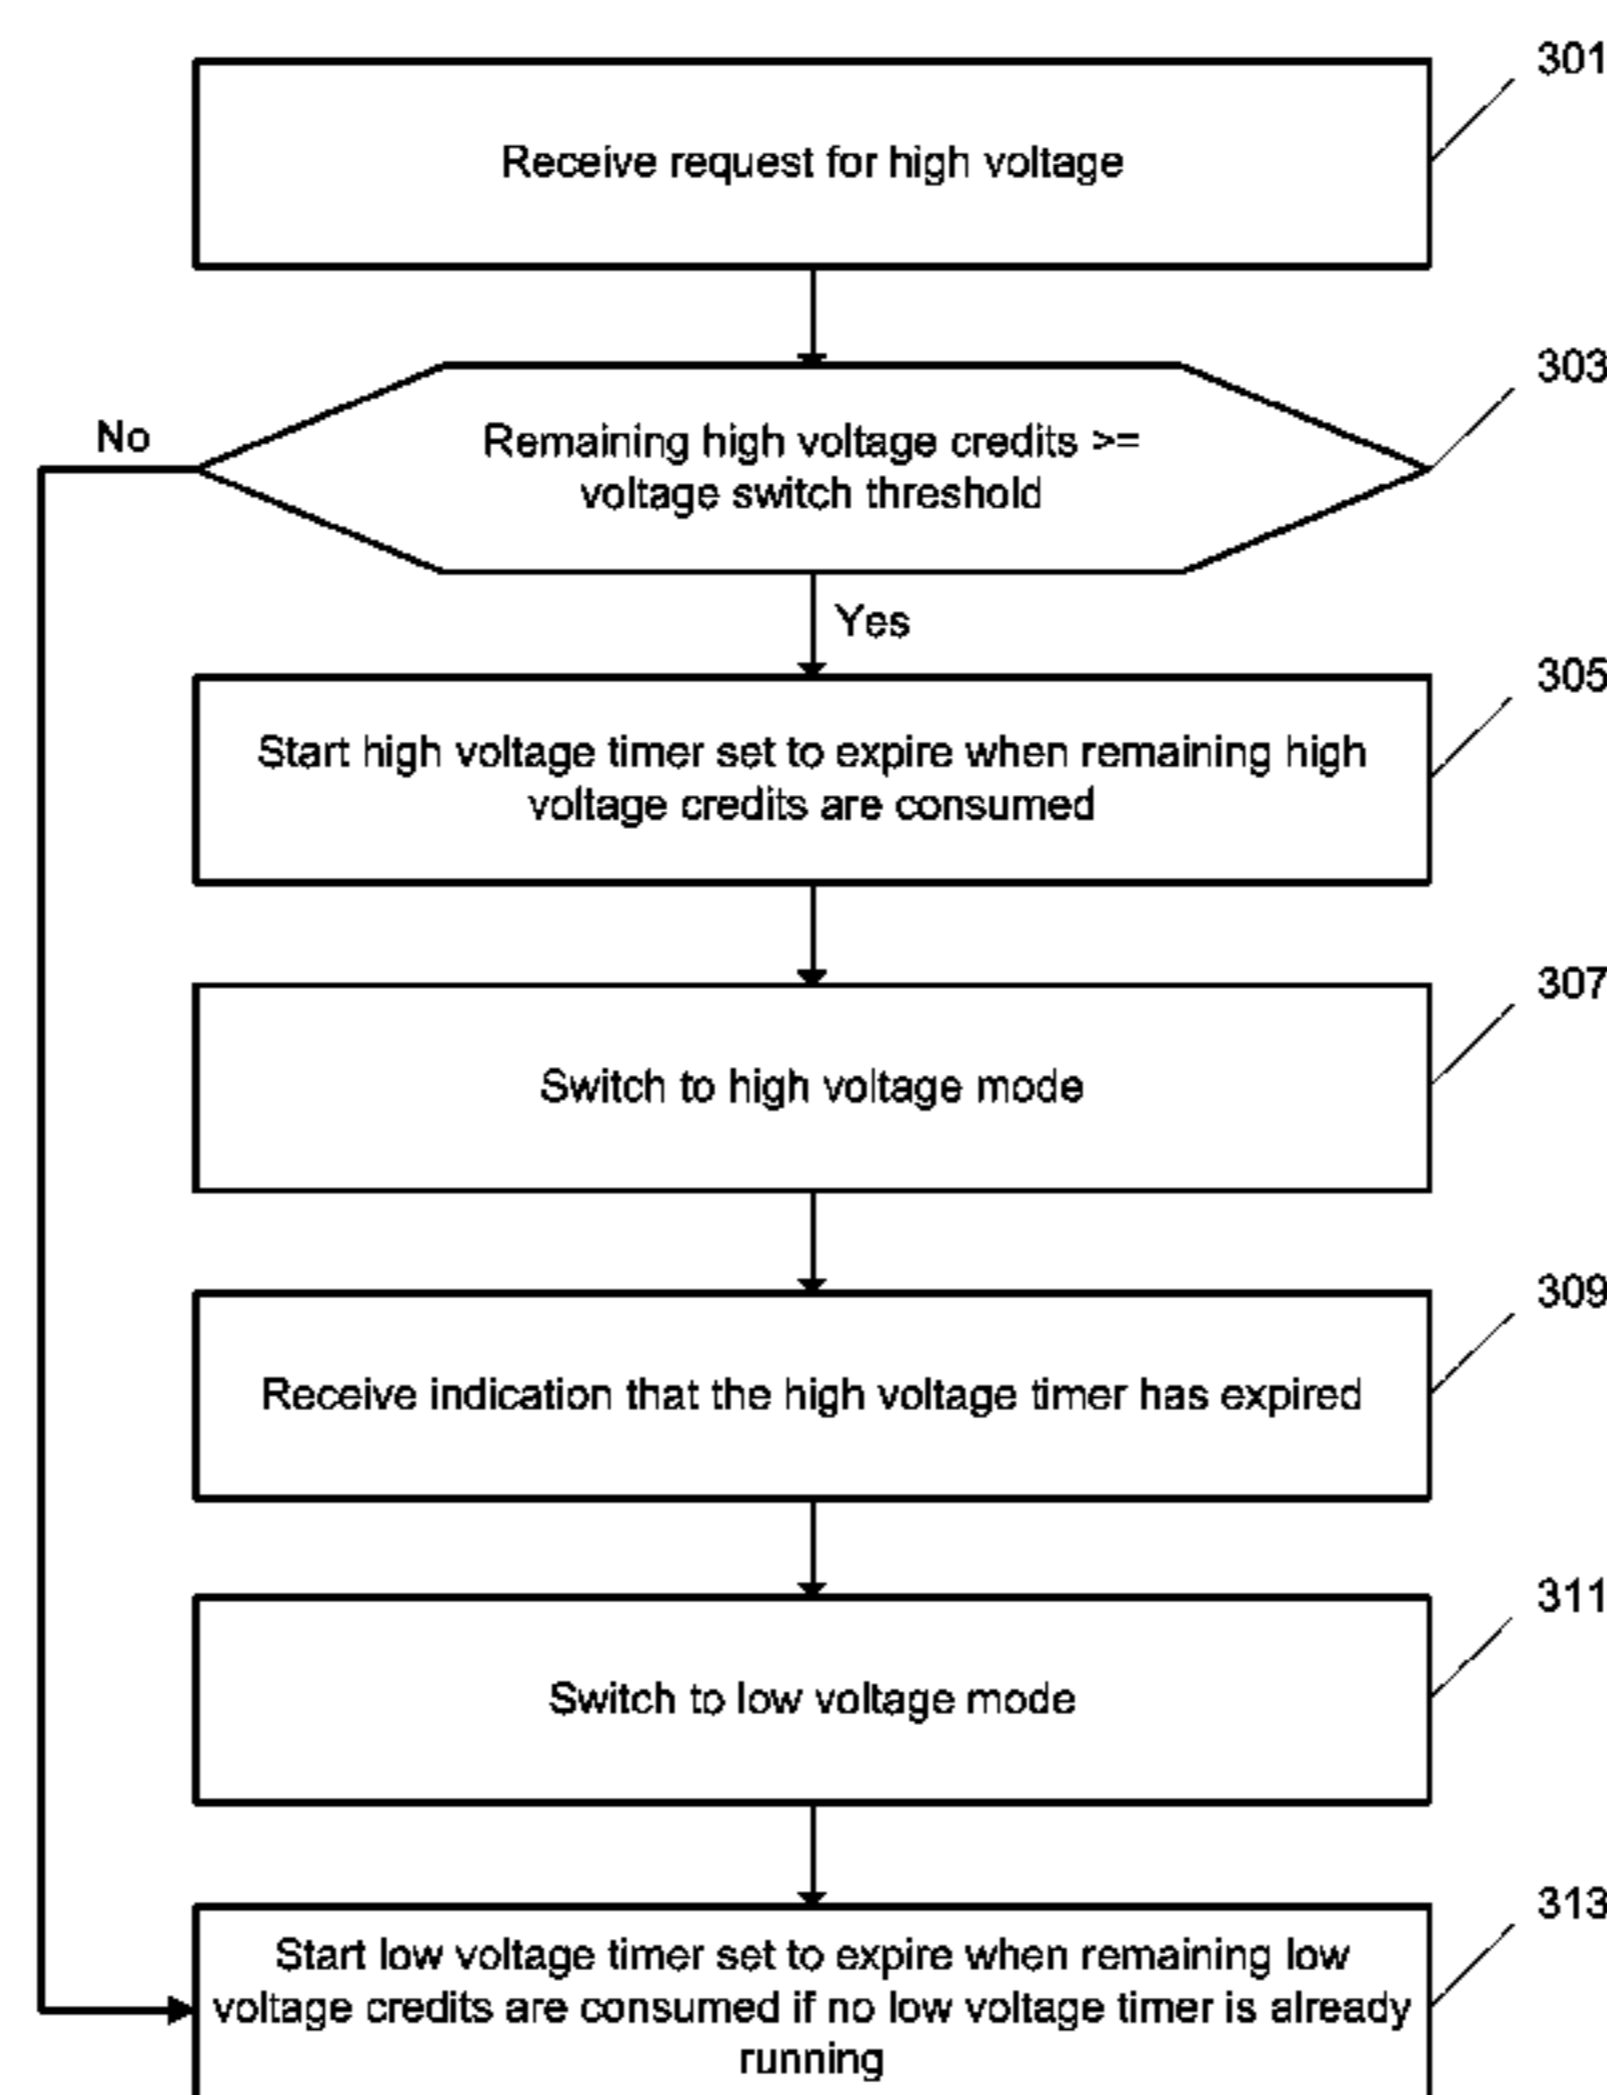 301
Receive request for high voltage
303
No
Remaining high voltage credits >=
voltage switch threshold
Yes
305
Start high voltage timer set to expire when remaining high
voltage credits are consumed
307
Switch to high voltage mode
309
Receive indication that the high voltage timer has expired
311
Switch to low voltage mode
313
Start low voltage timer set to expire when remaining low
voltage credits are consumed if no low voltage timer is already
running